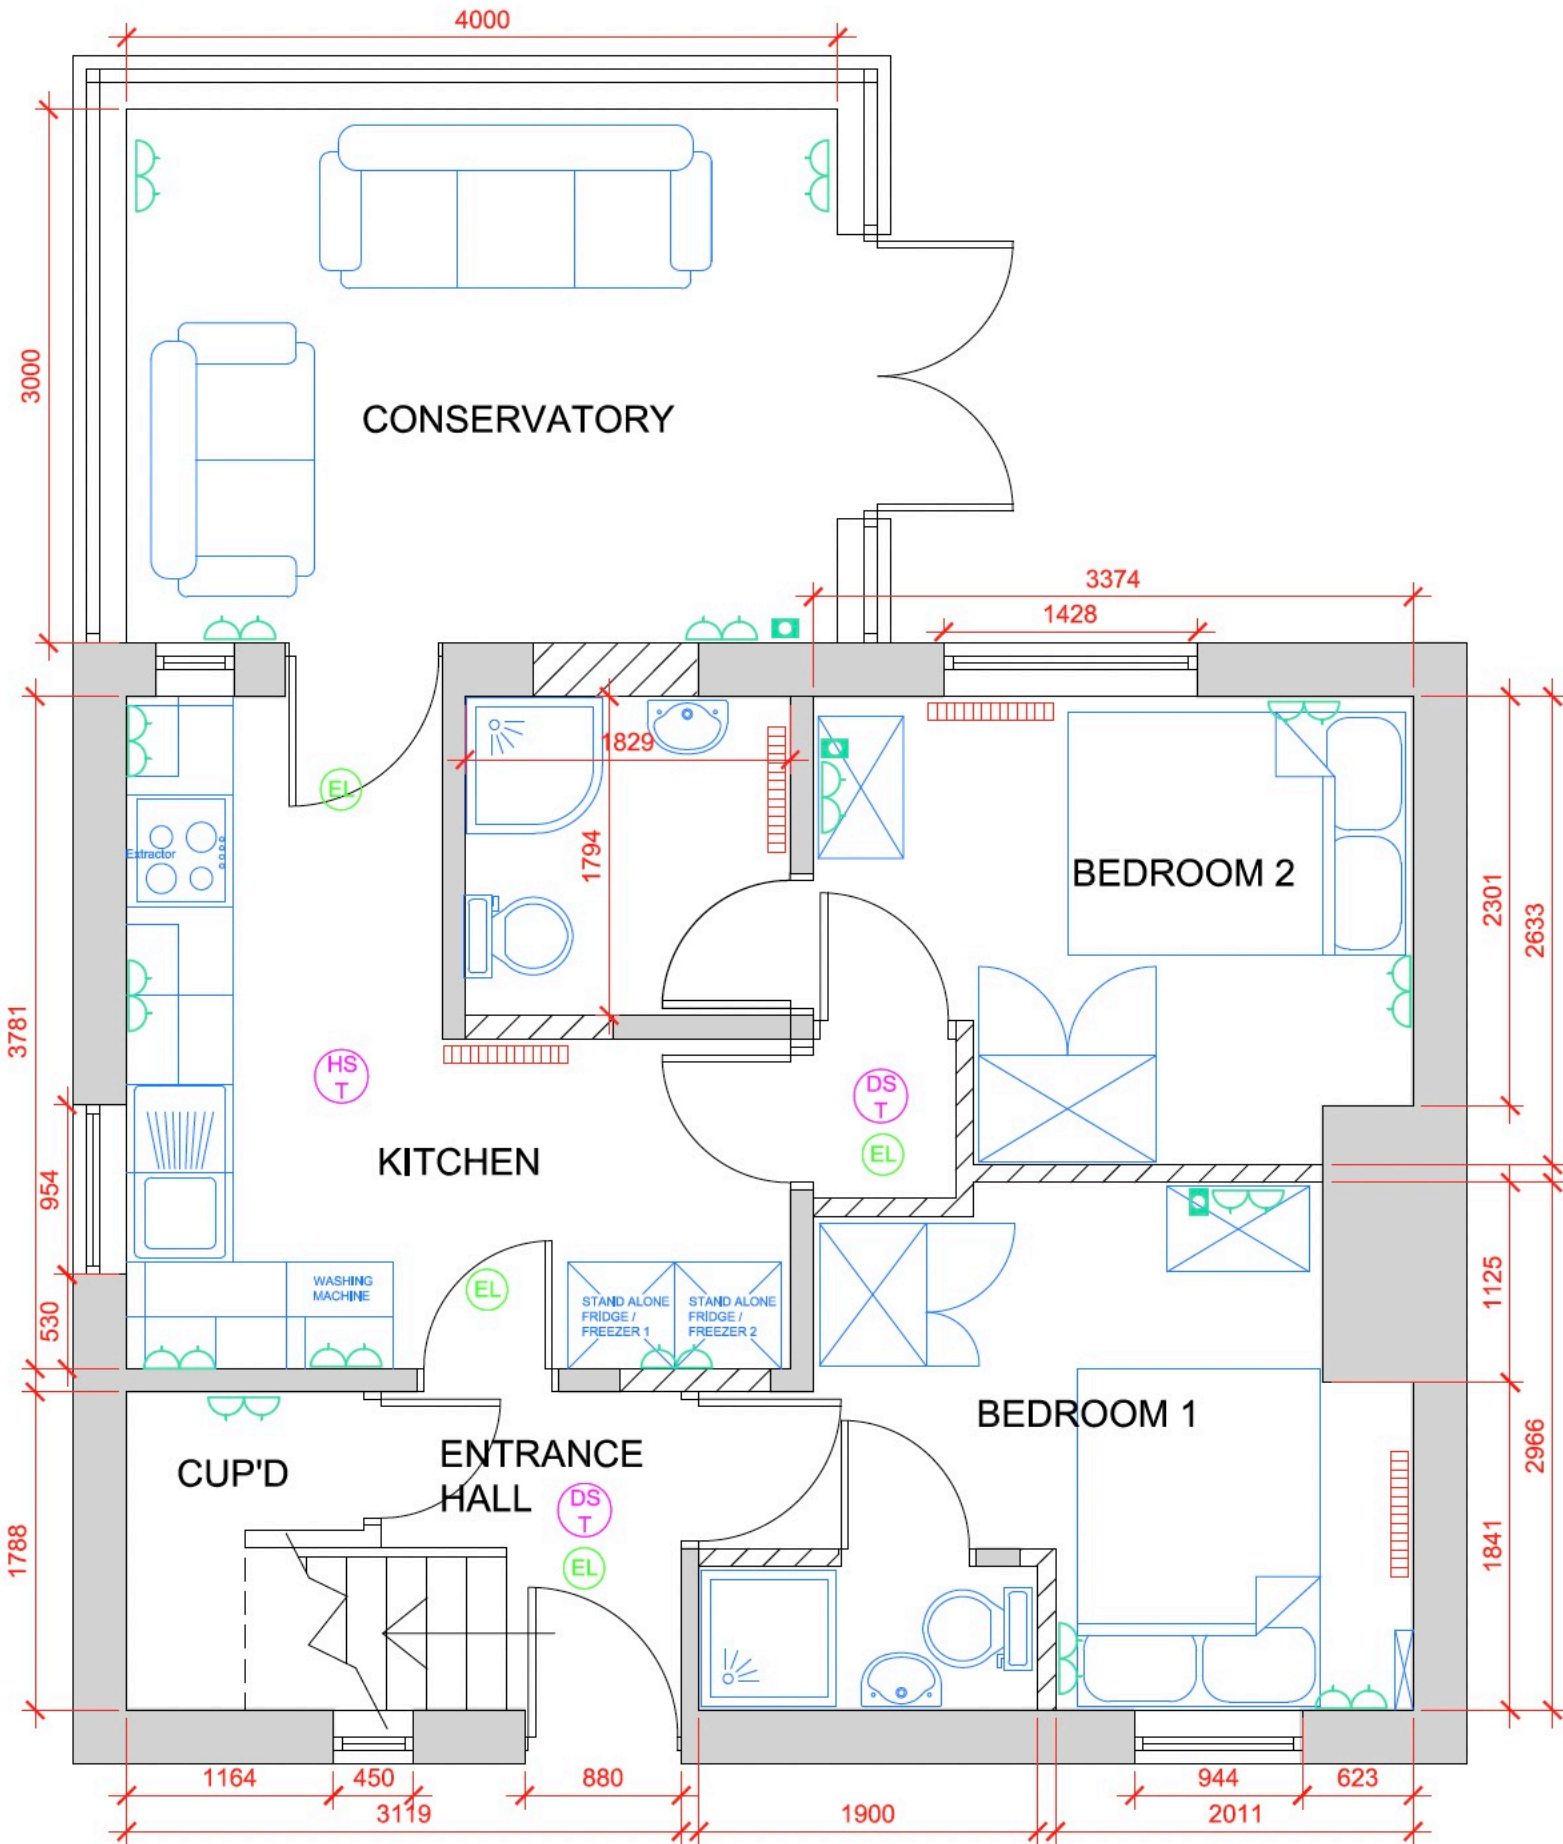 4000
3000
CONSERVATORY
3374
1428
1829
EL
1794
Extractor
BEDROOM 2
2301
2633
3781
HS
T
DS
T
EL
KITCHEN
954
WASHING
MACHINE
EL
STAND ALONE
FRIDGE /
FREEZER 1
STAND ALONE
FRIDGE /
FREEZER 2
1125
530
BEDROOM 1
ENTRANCE
HALL
CUP'D
2966
DS
T
1788
1841
EL
1164
450
880
944
623
3119
1900
2011